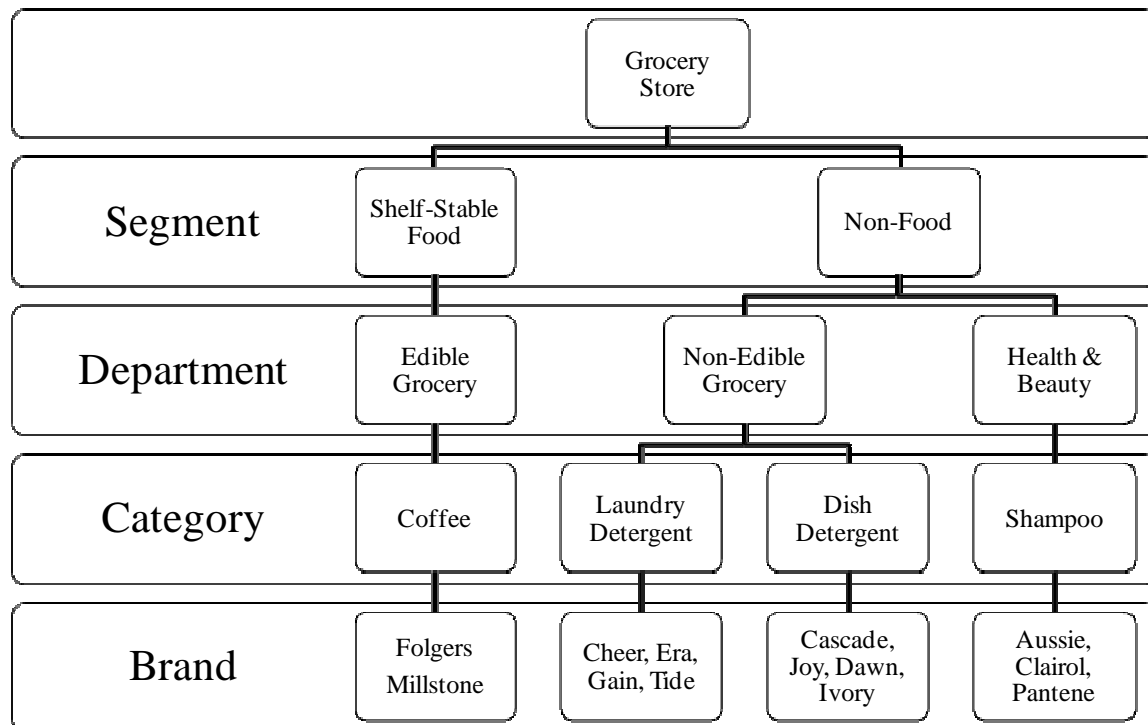 Grocery
Store
Segment
Shelf-Stable
Food
Non-Food
Department
Edible
Grocery
Non-Edible
Grocery
Health &
Beauty
Category
Coffee
Laundry
Detergent
Dish
Detergent
Shampoo
Brand
Folgers
Millstone
Cheer, Era,
Gain, Tide
Cascade,
Joy, Dawn,
Ivory
Aussie,
Clairol,
Pantene